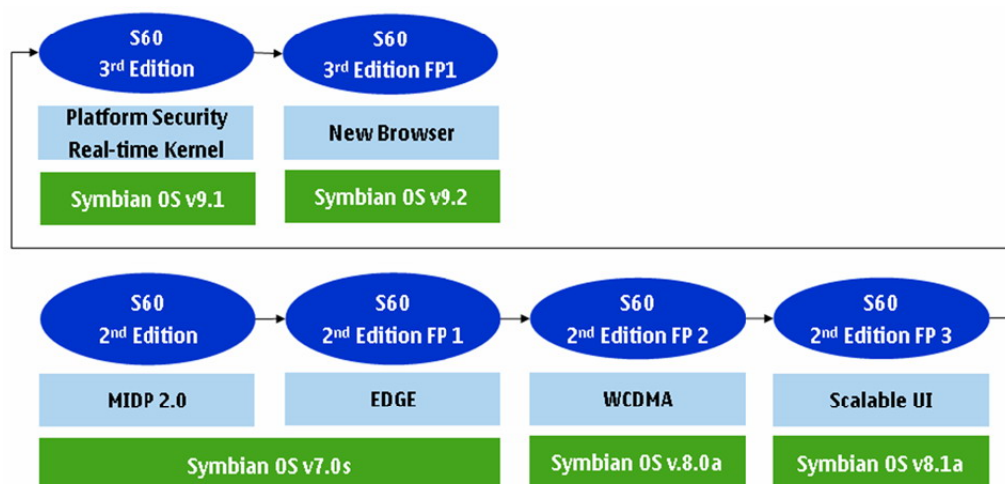 S60
3rd Edition
S60
3rd Edition FP1
Platform Security
Real-time Kernel
New Browser
Symbian OS v9.1
Symbian OS v9.2
S60
2nd Edition
S60
2nd Edition FP 1
S60
2nd Edition FP 2
S60
2nd Edition FP 3
MIDP 2.0
EDGE
WCDMA
Scalable UI
Symbian OS v7.0s
Symbian OS v.8.0a
Symbian OS v8.1a